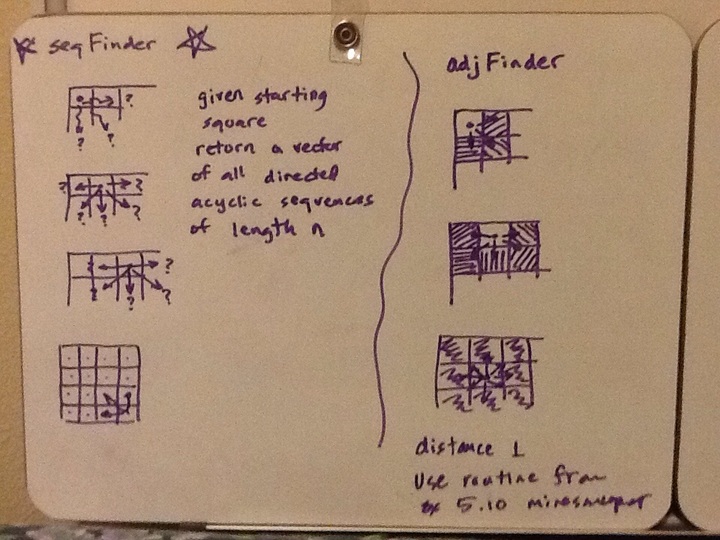 seqFinder
given starting
square
return a vector
of all directed
acyclic sequences
of length n
? ? ?
? ? ? ? ?
? ? ? ?
adjFinder
distance 1
Use routine from
ex 5.10 minesweeper